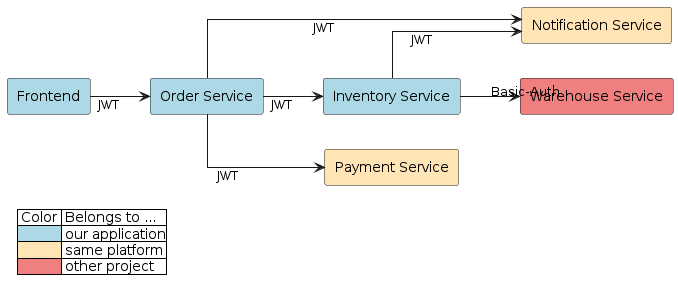 Notification Service
JWT
JWT
Frontend
JWT
Order Service
JWT
Inventory Service
Basic-Auth
Warehouse Service
Payment Service
JWT
Color Belongs to ...
our application
same platform
other project